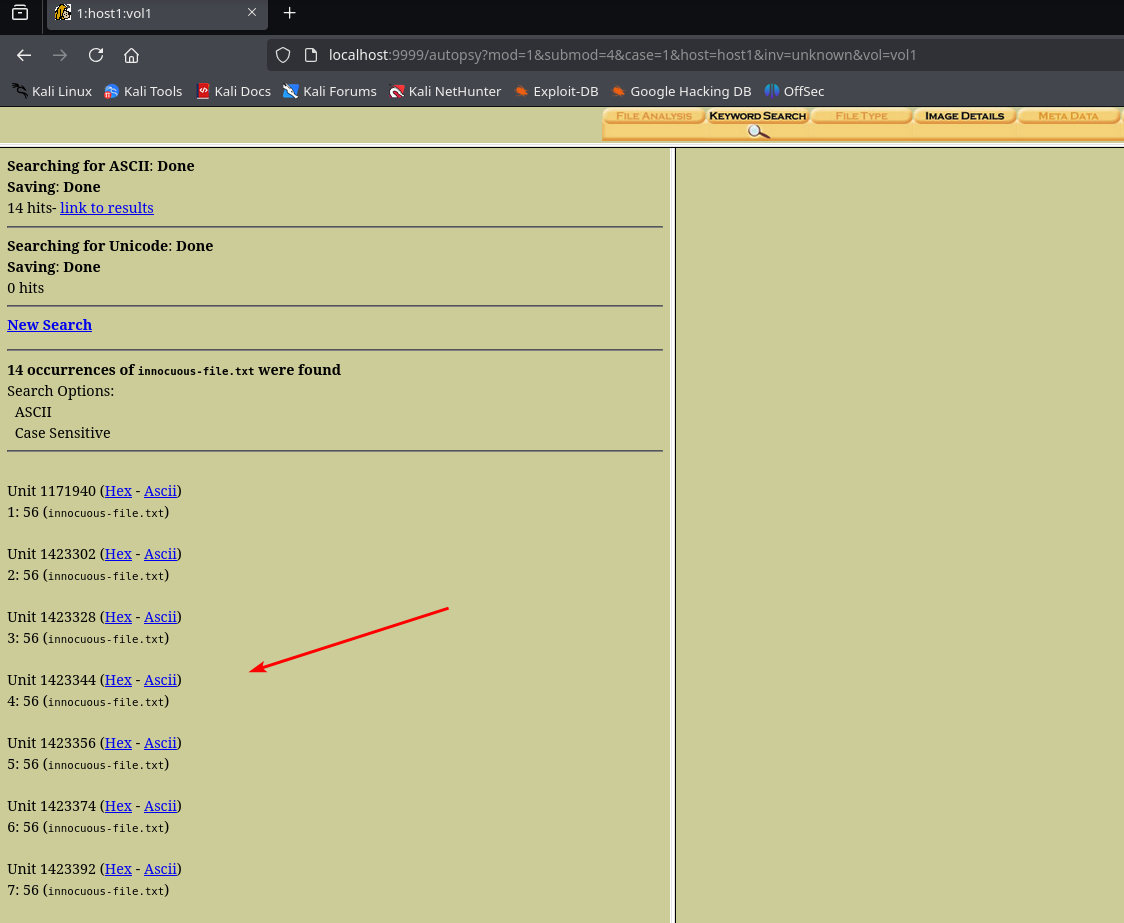 1:host1:vol1
localhost:9999/autopsy?mod=1&submod=4&case=1&host=host1&inv=unknown&vol=vol1
Kali Linux Kali Tools Kali Docs Kali Forums Kali NetHunter Exploit-DB Google Hacking DB OffSec
FILE ANALYSIS KEYWORD SEARCH FILE TYPE IMAGE DETAILS META DATA
Searching for ASCII: Done
Saving: Done
14 hits- link to results
Searching for Unicode: Done
Saving: Done
0 hits
New Search
14 occurrences of innocuous-file.txt were found
Search Options:
ASCII
Case Sensitive
Unit 1171940 (Hex - Ascii)
1: 56 (innocuous-file.txt)
Unit 1423302 (Hex - Ascii)
2: 56 (innocuous-file.txt)
Unit 1423328 (Hex - Ascii)
3: 56 (innocuous-file.txt)
Unit 1423344 (Hex - Ascii)
4: 56 (innocuous-file.txt)
Unit 1423356 (Hex - Ascii)
5: 56 (innocuous-file.txt)
Unit 1423374 (Hex - Ascii)
6: 56 (innocuous-file.txt)
Unit 1423392 (Hex - Ascii)
7: 56 (innocuous-file.txt)